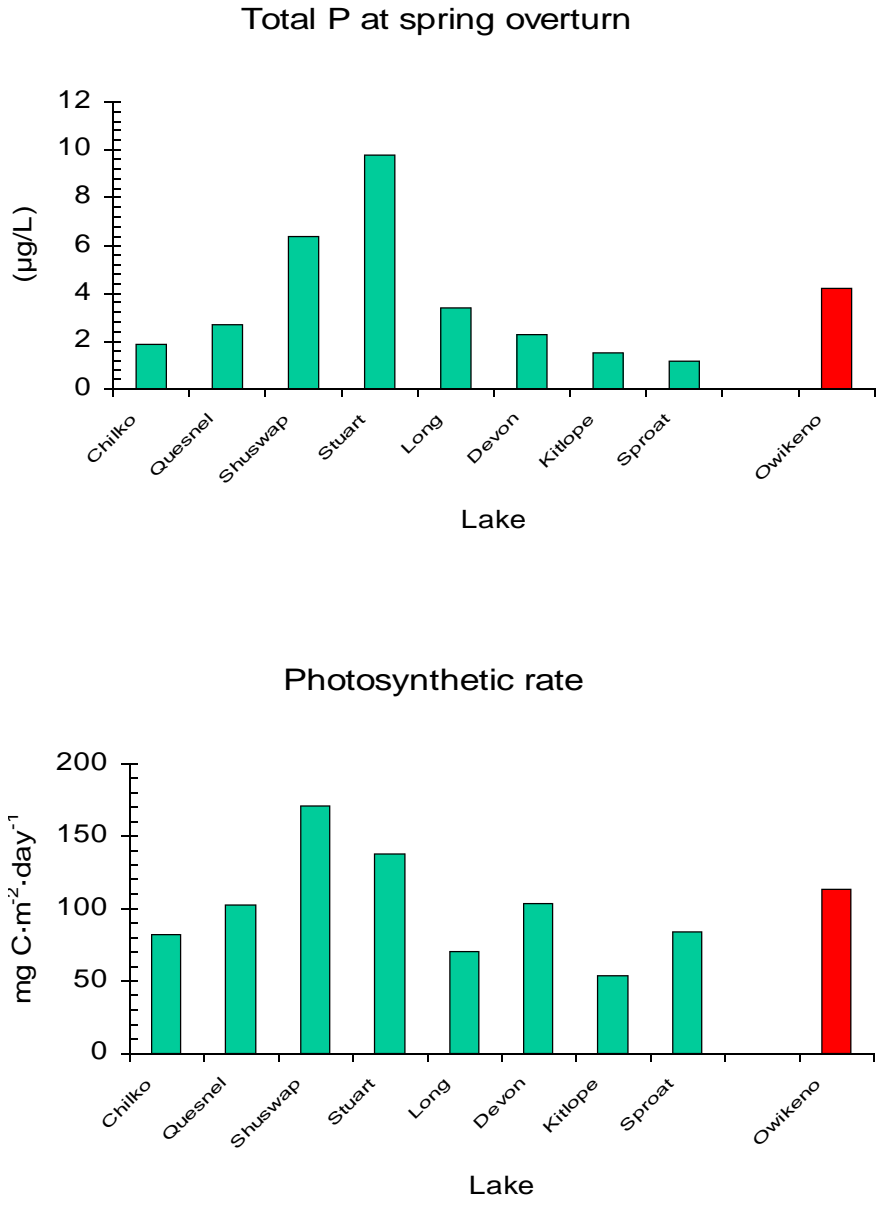 Total P at spring overturn
12
10
8
6
4
2
0
(µg/L)
Chilko
Quesnel
Shuswap
Stuart
Long
Devon
Kitlope
Sproat
Owikeno
Lake
Photosynthetic rate
200
150
100
50
0
mg C·m⁻²·day⁻¹
Chilko
Quesnel
Shuswap
Stuart
Long
Devon
Kitlope
Sproat
Owikeno
Lake